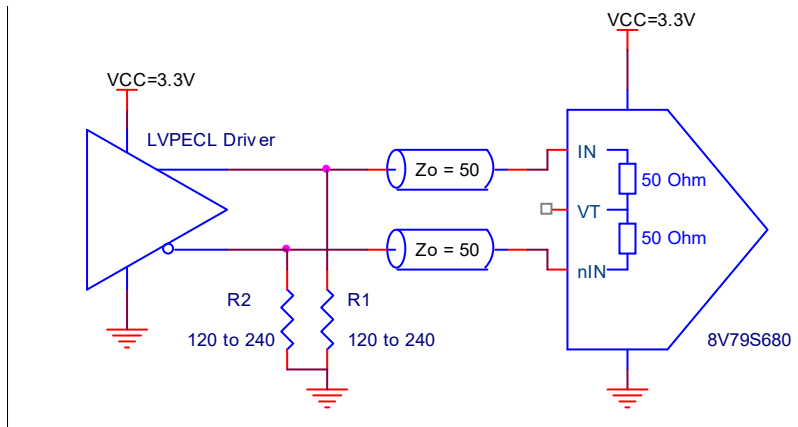 VCC=3.3V
VCC=3.3V
LVPECL Driver
Zo = 50
IN
50 Ohm
VT
Zo = 50
50 Ohm
nIN
R2
R1
120 to 240
120 to 240
8V79S680